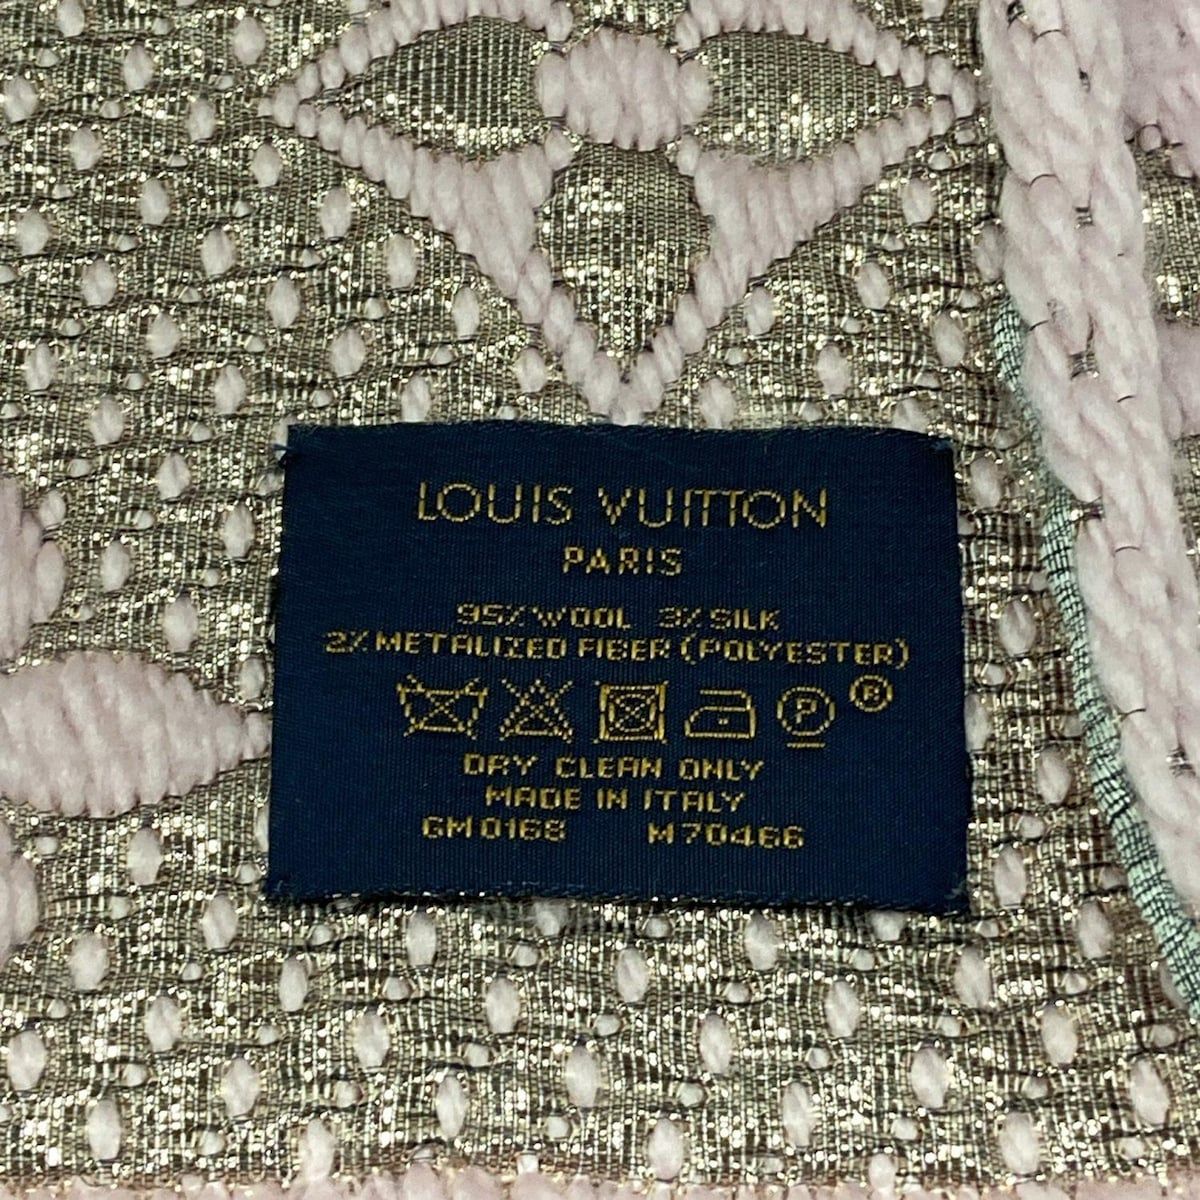 LOUIS VUITTON
PARIS
95% WOOL 3% SILK
2% METALIZED FIBER (POLYESTER)
P ®
DRY CLEAN ONLY
MADE IN ITALY
GM0168 M70466